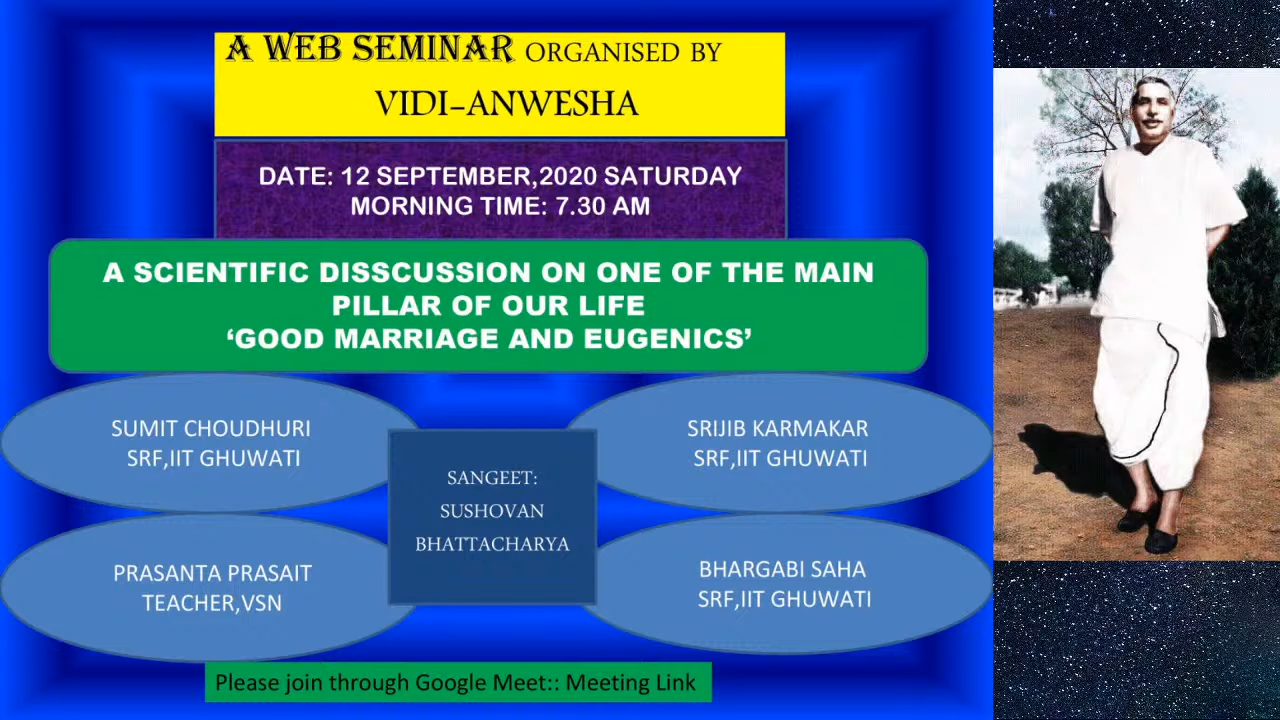 A WEB SEMINAR ORGANISED BY
VIDI-ANWESHA
DATE: 12 SEPTEMBER,2020 SATURDAY
MORNING TIME: 7.30 AM
A SCIENTIFIC DISSCUSSION ON ONE OF THE MAIN
PILLAR OF OUR LIFE
‘GOOD MARRIAGE AND EUGENICS’
SUMIT CHOUDHURI
SRF,IIT GHUWATI
SRIJIB KARMAKAR
SRF,IIT GHUWATI
SANGEET:
SUSHOVAN
BHATTACHARYA
PRASANTA PRASAIT
TEACHER,VSN
BHARGABI SAHA
SRF,IIT GHUWATI
Please join through Google Meet:: Meeting Link